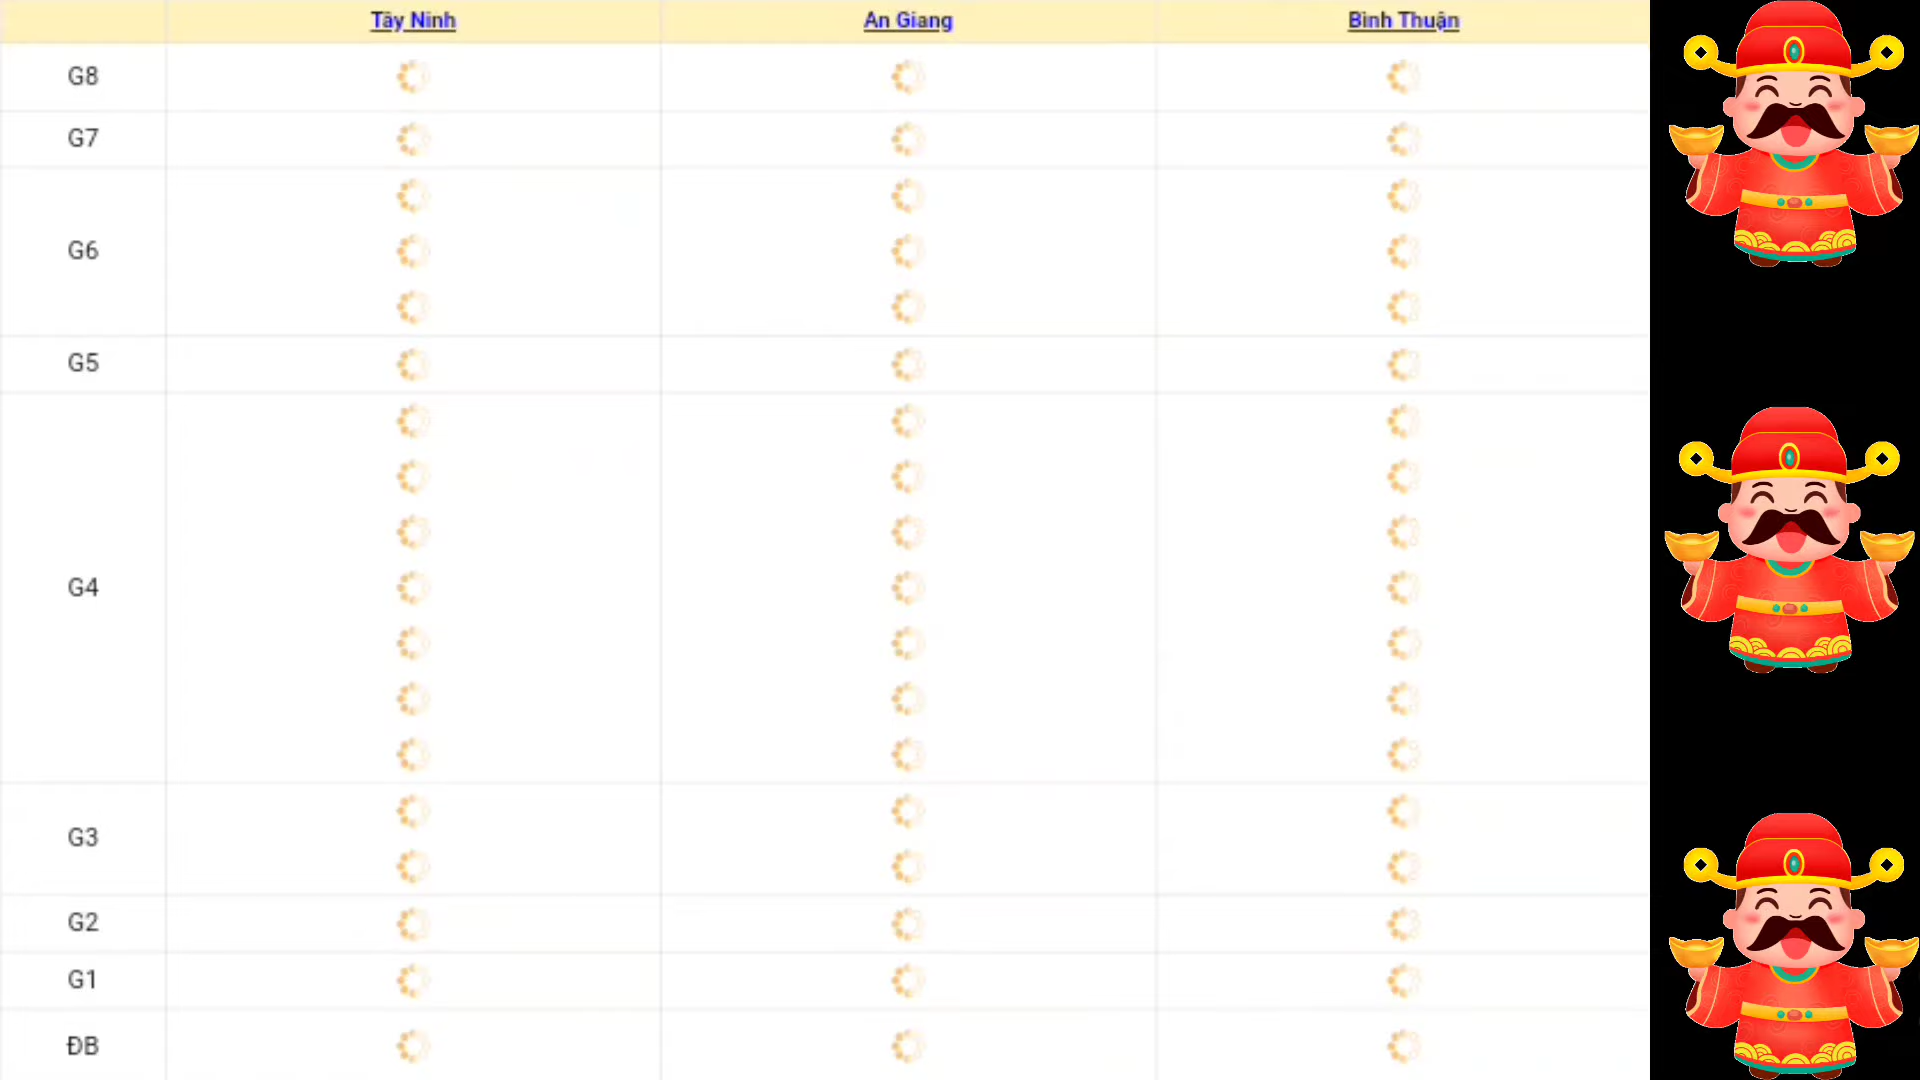 Tây Ninh An Giang Bình Thuận
G8
G7
G6
G5
G4
G3
G2
G1
ĐB